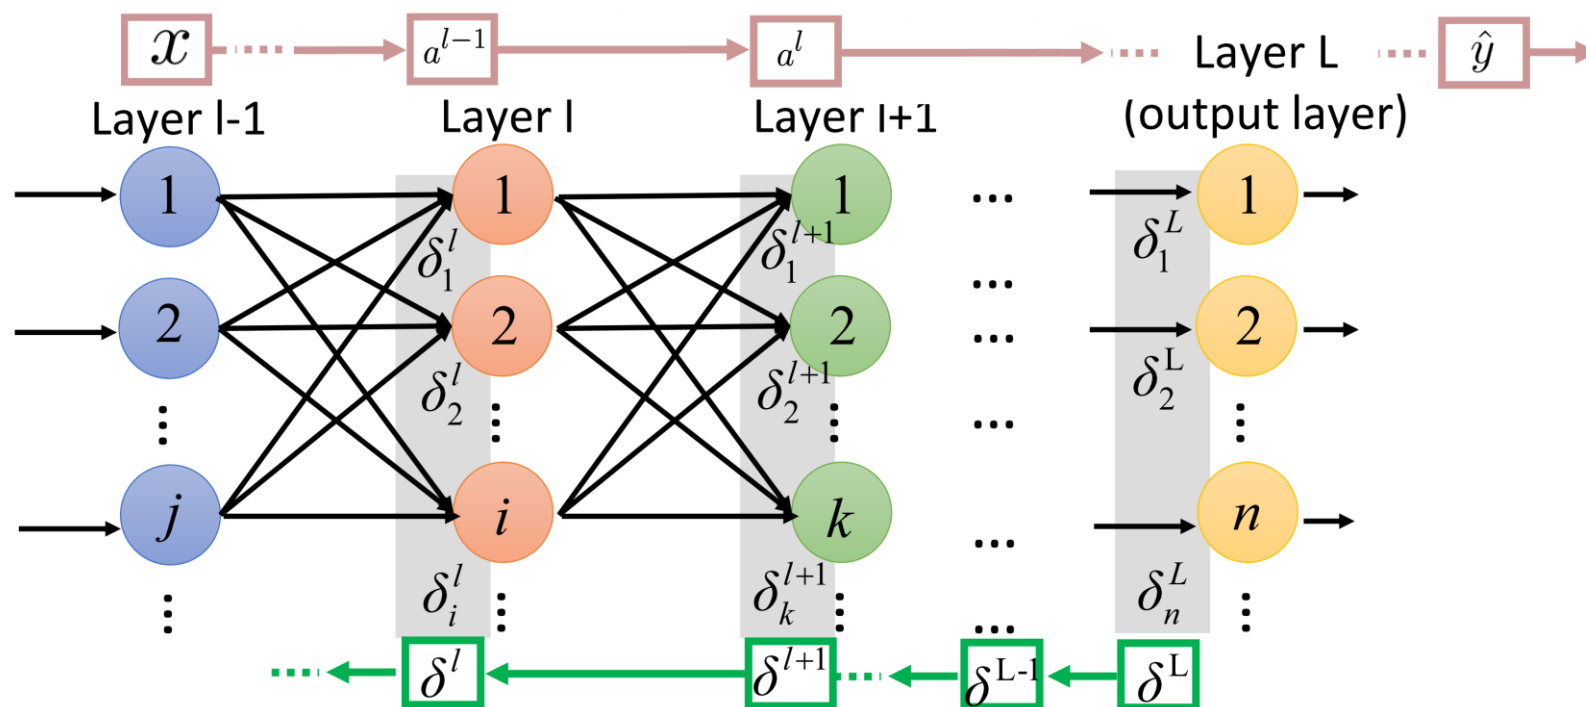 x a^{l-1} a^l Layer L ŷ
Layer l-1 Layer l Layer l+1 (output layer)
1 1 1 ... 1
δ_1^l δ_1^{l+1} δ_1^L
...
2 2 2 ... 2
δ_2^l δ_2^{l+1} δ_2^L
⋮ ⋮ ⋮ ... ⋮
j i k ... n
δ_i^l δ_k^{l+1} δ_n^L
⋮ ⋮ ⋮ ... ⋮
δ^l δ^{l+1} δ^{L-1} δ^L